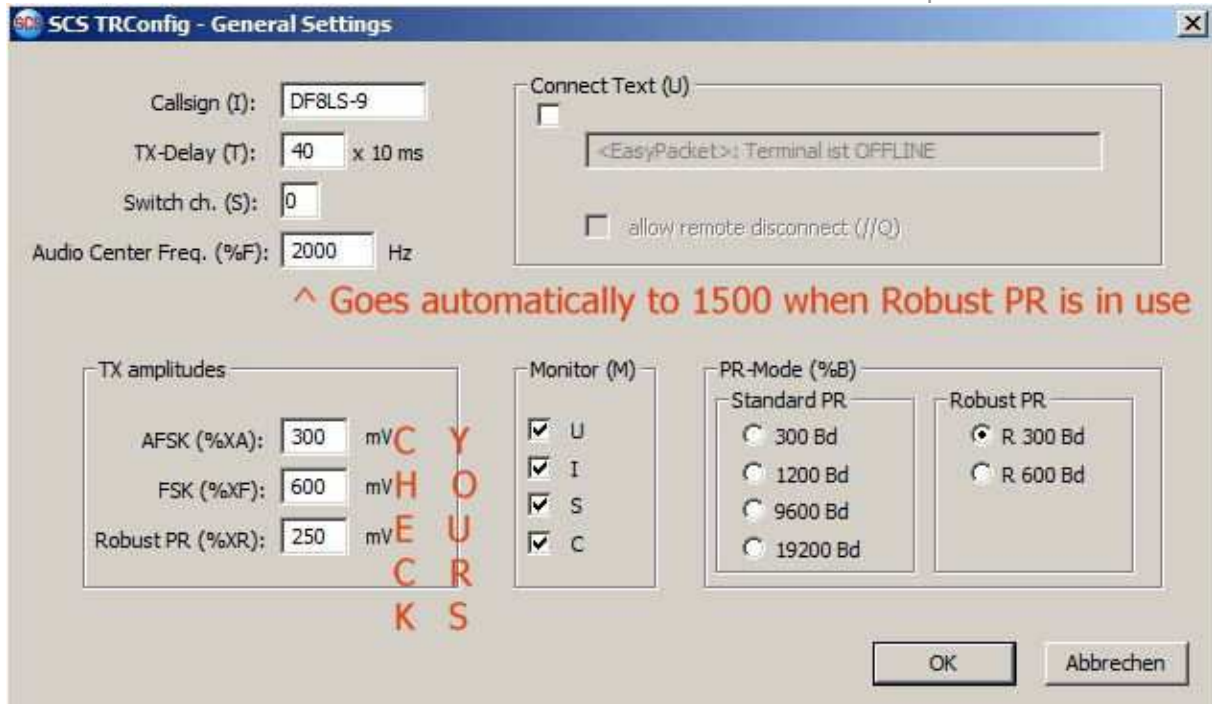 SCS TRConfig - General Settings
Callsign (I): DF8LS-9
TX-Delay (T): 40 x 10 ms
Switch ch. (S): 0
Audio Center Freq. (%F): 2000 Hz
Connect Text (U)
<EasyPacket>: Terminal ist OFFLINE
allow remote disconnect (//Q)
^ Goes automatically to 1500 when Robust PR is in use
TX amplitudes
AFSK (%XA): 300 mV
FSK (%XF): 600 mV
Robust PR (%XR): 250 mV
CHECK
YOURS
Monitor (M)
U
I
S
C
PR-Mode (%B)
Standard PR
300 Bd
1200 Bd
9600 Bd
19200 Bd
Robust PR
R 300 Bd
R 600 Bd
OK
Abbrechen